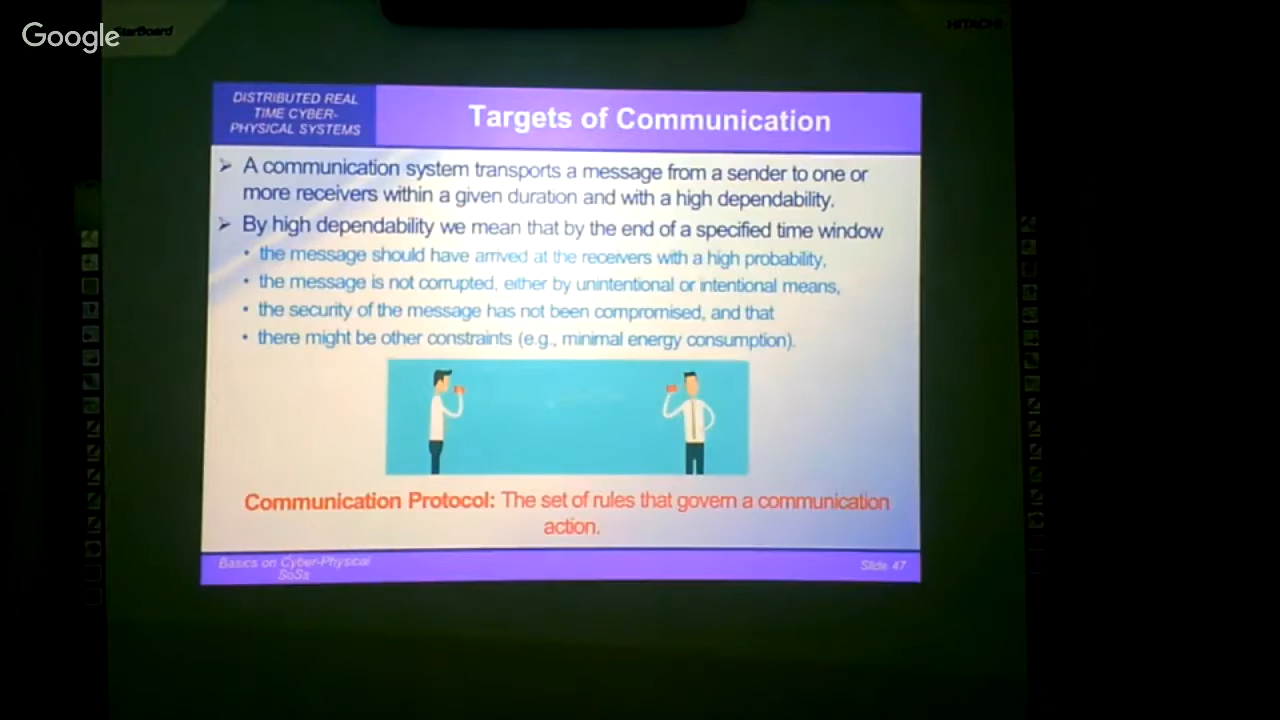 Google
StarBoard
HITACHI
DISTRIBUTED REAL
TIME CYBER-
PHYSICAL SYSTEMS
Targets of Communication
➢ A communication system transports a message from a sender to one or
more receivers within a given duration and with a high dependability.
➢ By high dependability we mean that by the end of a specified time window
• the message should have arrived at the receivers with a high probability,
• the message is not corrupted, either by unintentional or intentional means,
• the security of the message has not been compromised, and that
• there might be other constraints (e.g., minimal energy consumption).
Communication Protocol: The set of rules that govern a communication
action.
Basics on Cyber-Physical
SoSs
Slide 47